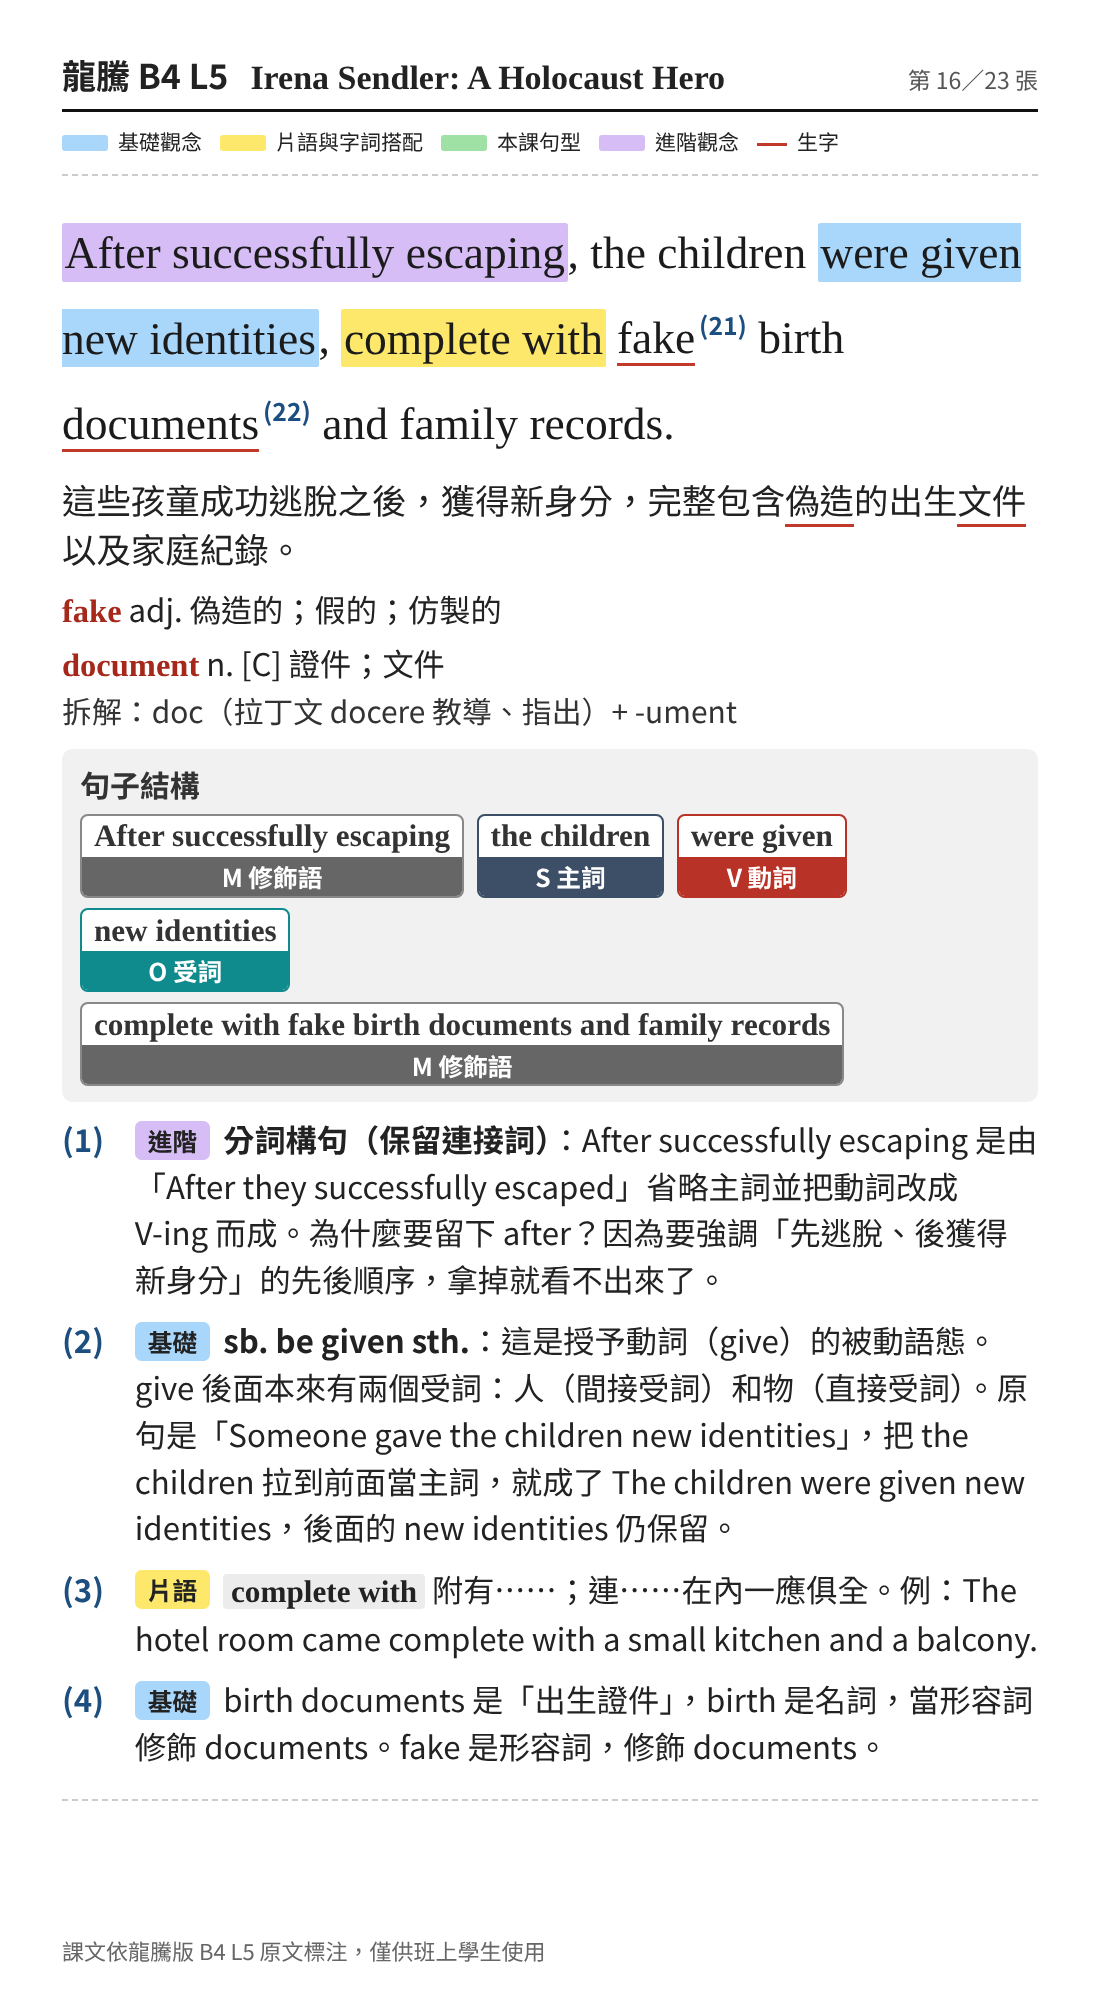 龍騰 B4 L5 Irena Sendler: A Holocaust Hero 第 16／23 張
基礎觀念 片語與字詞搭配 本課句型 進階觀念 生字
After successfully escaping, the children were given
new identities, complete with fake(21) birth
documents(22) and family records.
這些孩童成功逃脫之後，獲得新身分，完整包含偽造的出生文件
以及家庭紀錄。
fake adj. 偽造的；假的；仿製的
document n. [C] 證件；文件
拆解：doc（拉丁文 docere 教導、指出）+ -ument
句子結構
After successfully escaping the children were given
M 修飾語 S 主詞 V 動詞
new identities
O 受詞
complete with fake birth documents and family records
M 修飾語
(1) 進階 分詞構句（保留連接詞）：After successfully escaping 是由
「After they successfully escaped」省略主詞並把動詞改成
V-ing 而成。為什麼要留下 after？因為要強調「先逃脫、後獲得
新身分」的先後順序，拿掉就看不出來了。
(2) 基礎 sb. be given sth.：這是授予動詞（give）的被動語態。
give 後面本來有兩個受詞：人（間接受詞）和物（直接受詞）。原
句是「Someone gave the children new identities」，把 the
children 拉到前面當主詞，就成了 The children were given new
identities，後面的 new identities 仍保留。
(3) 片語 complete with 附有⋯⋯；連⋯⋯在內一應俱全。例：The
hotel room came complete with a small kitchen and a balcony.
(4) 基礎 birth documents 是「出生證件」，birth 是名詞，當形容詞
修飾 documents。fake 是形容詞，修飾 documents。
課文依龍騰版 B4 L5 原文標注，僅供班上學生使用